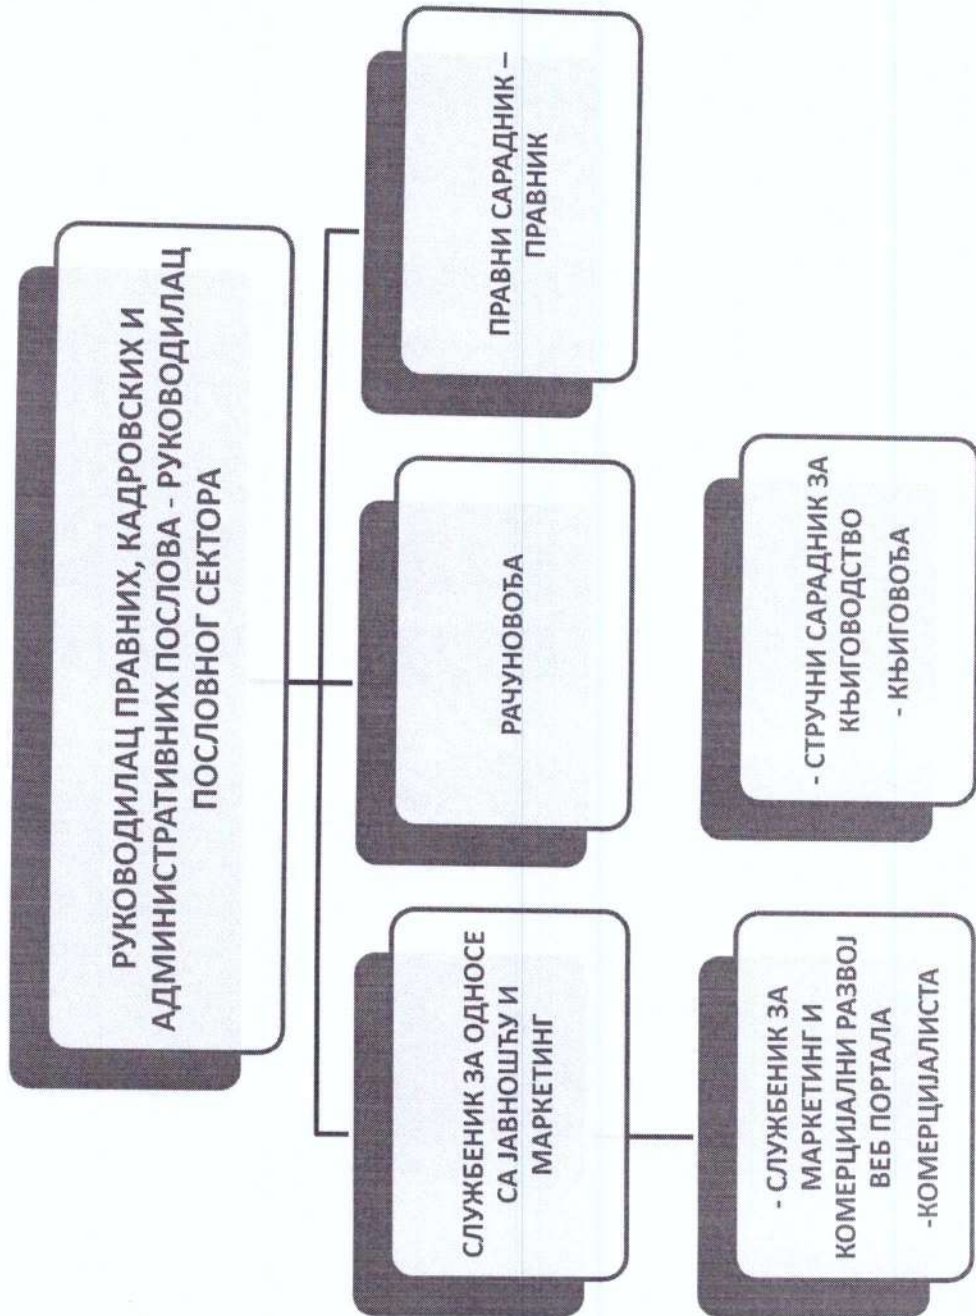 РУКОВОДИЛАЦ ПРАВНИХ, КАДРОВСКИХ И
АДМИНИСТРАТИВНИХ ПОСЛОВА - РУКОВОДИЛАЦ
ПОСЛОВНОГ СЕКТОРА
СЛУЖБЕНИК ЗА ОДНОСЕ
СА ЈАВНОШЋУ И
МАРКЕТИНГ
РАЧУНОВОЂА
ПРАВНИ САРАДНИК –
ПРАВНИК
- СЛУЖБЕНИК ЗА
МАРКЕТИНГ И
КОМЕРЦИЈАЛНИ РАЗВОЈ
ВЕБ ПОРТАЛА
-КОМЕРЦИЈАЛИСТА
- СТРУЧНИ САРАДНИК ЗА
КЊИГОВОДСТВО
- КЊИГОВОЂА